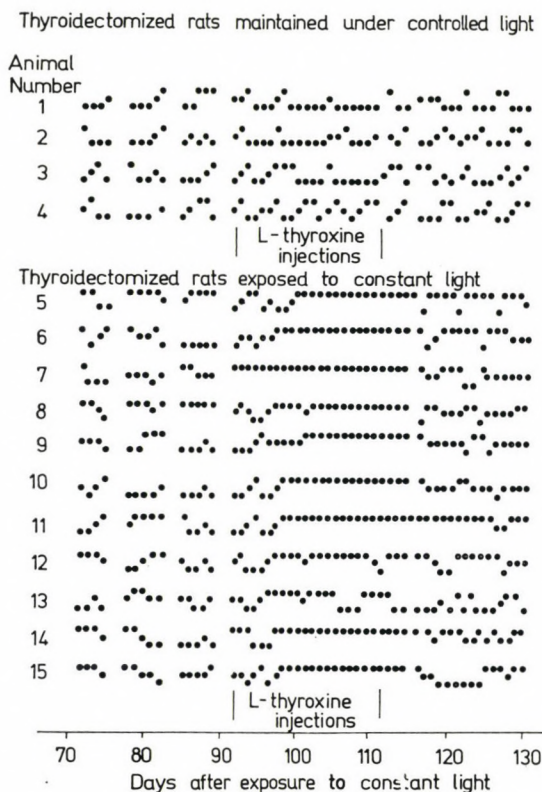 Thyroidectomized rats maintained under controlled light
Animal
Number
1
2
3
4
L-thyroxine
injections
Thyroidectomized rats exposed to constant light
5
6
7
8
9
10
11
12
13
14
15
L-thyroxine
injections
70 80 90 100 110 120 130
Days after exposure to constant light